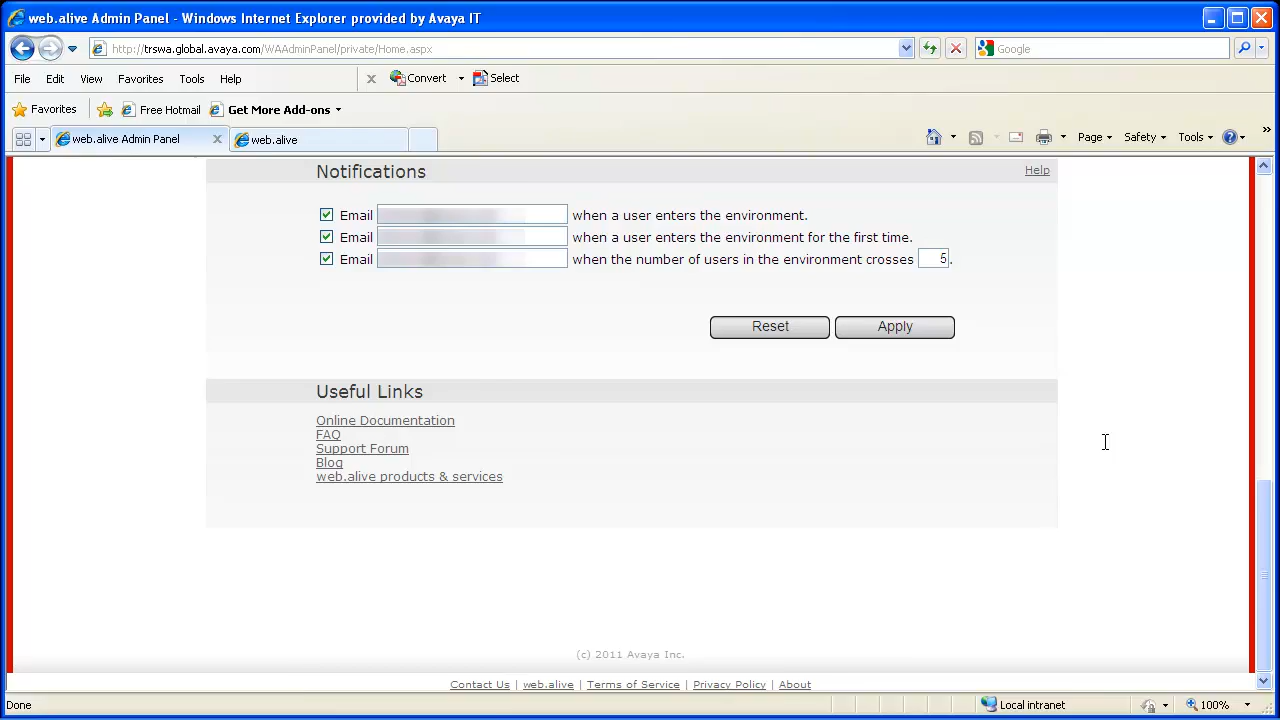 web.alive Admin Panel - Windows Internet Explorer provided by Avaya IT
http://trswa.global.avaya.com/WAAdminPanel/private/Home.aspx
Google
File Edit View Favorites Tools Help
Convert Select
Favorites Free Hotmail Get More Add-ons
web.alive Admin Panel web.alive Page Safety Tools
Notifications Help
Email when a user enters the environment.
Email when a user enters the environment for the first time.
Email when the number of users in the environment crosses 5.
Reset Apply
Useful Links
Online Documentation
FAQ
Support Forum
Blog
web.alive products & services
(c) 2011 Avaya Inc.
Contact Us | web.alive | Terms of Service | Privacy Policy | About
Done Local intranet 100%